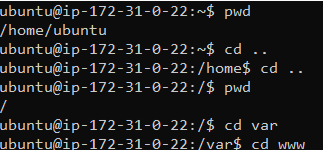 ubuntu@ip-172-31-0-22:~$ pwd
/home/ubuntu
ubuntu@ip-172-31-0-22:~$ cd ..
ubuntu@ip-172-31-0-22:/home$ cd ..
ubuntu@ip-172-31-0-22:/$ pwd
/
ubuntu@ip-172-31-0-22:/$ cd var
ubuntu@ip-172-31-0-22:/var$ cd www